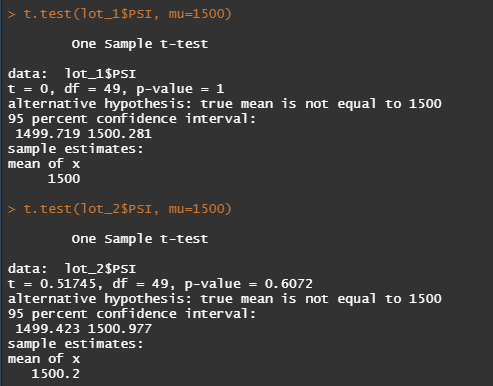 > t.test(lot_1$PSI, mu=1500)
One Sample t-test
data:  lot_1$PSI
t = 0, df = 49, p-value = 1
alternative hypothesis: true mean is not equal to 1500
95 percent confidence interval:
1499.719 1500.281
sample estimates:
mean of x
1500
> t.test(lot_2$PSI, mu=1500)
One Sample t-test
data:  lot_2$PSI
t = 0.51745, df = 49, p-value = 0.6072
alternative hypothesis: true mean is not equal to 1500
95 percent confidence interval:
1499.423 1500.977
sample estimates:
mean of x
1500.2